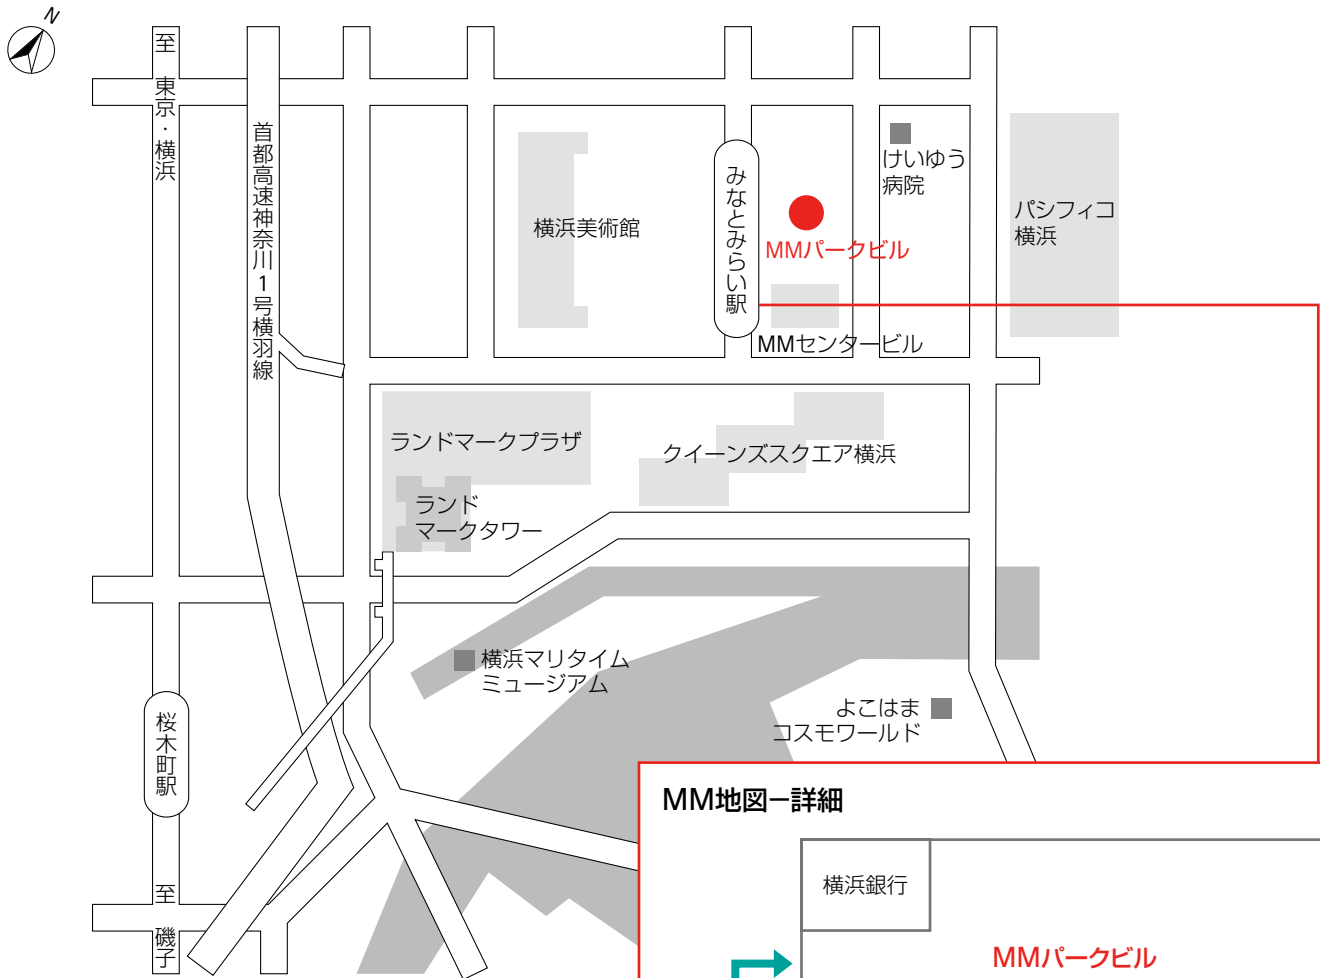 N
至 東京・横浜
首都高速神奈川1号横羽線
けいゆう
病院
みなとみらい駅
パシフィコ
横浜
横浜美術館
MMパークビル
MMセンタービル
ランドマークプラザ
クイーンズスクエア横浜
ランド
マークタワー
横浜マリタイム
ミュージアム
よこはま
コスモワールド
桜木町駅
至 磯子
MM地図ー詳細
横浜銀行
MMパークビル